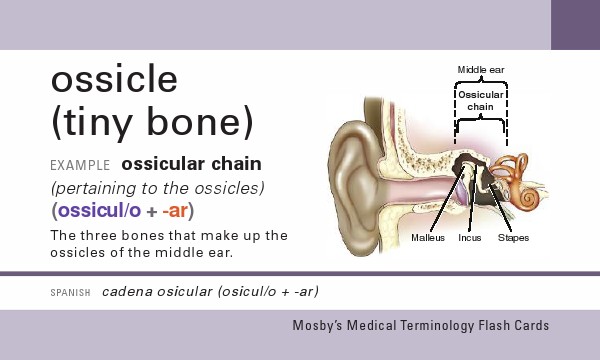 ossicle
(tiny bone)
EXAMPLE ossicular chain
(pertaining to the ossicles)
(ossicul/o + -ar)
The three bones that make up the
ossicles of the middle ear.
Middle ear
Ossicular
chain
Malleus Incus Stapes
SPANISH cadena osicular (osicul/o + -ar)
Mosby's Medical Terminology Flash Cards